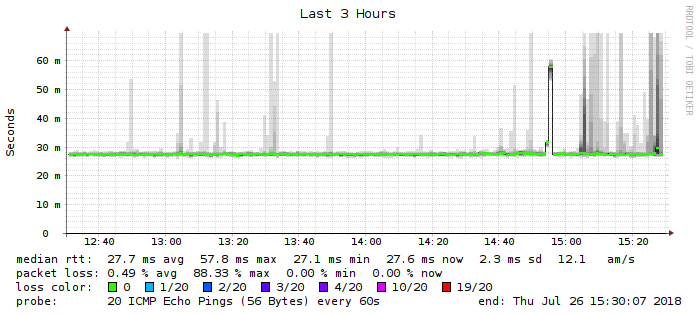 Last 3 Hours
RRDTOOL / TOBI OETIKER
Seconds
60 m
50 m
40 m
30 m
20 m
10 m
0
12:40 13:00 13:20 13:40 14:00 14:20 14:40 15:00 15:20
median rtt: 27.7 ms avg 57.8 ms max 27.1 ms min 27.6 ms now 2.3 ms sd 12.1 am/s
packet loss: 0.49 % avg 88.33 % max 0.00 % min 0.00 % now
loss color: 0 1/20 2/20 3/20 4/20 10/20 19/20
probe: 20 ICMP Echo Pings (56 Bytes) every 60s end: Thu Jul 26 15:30:07 2018